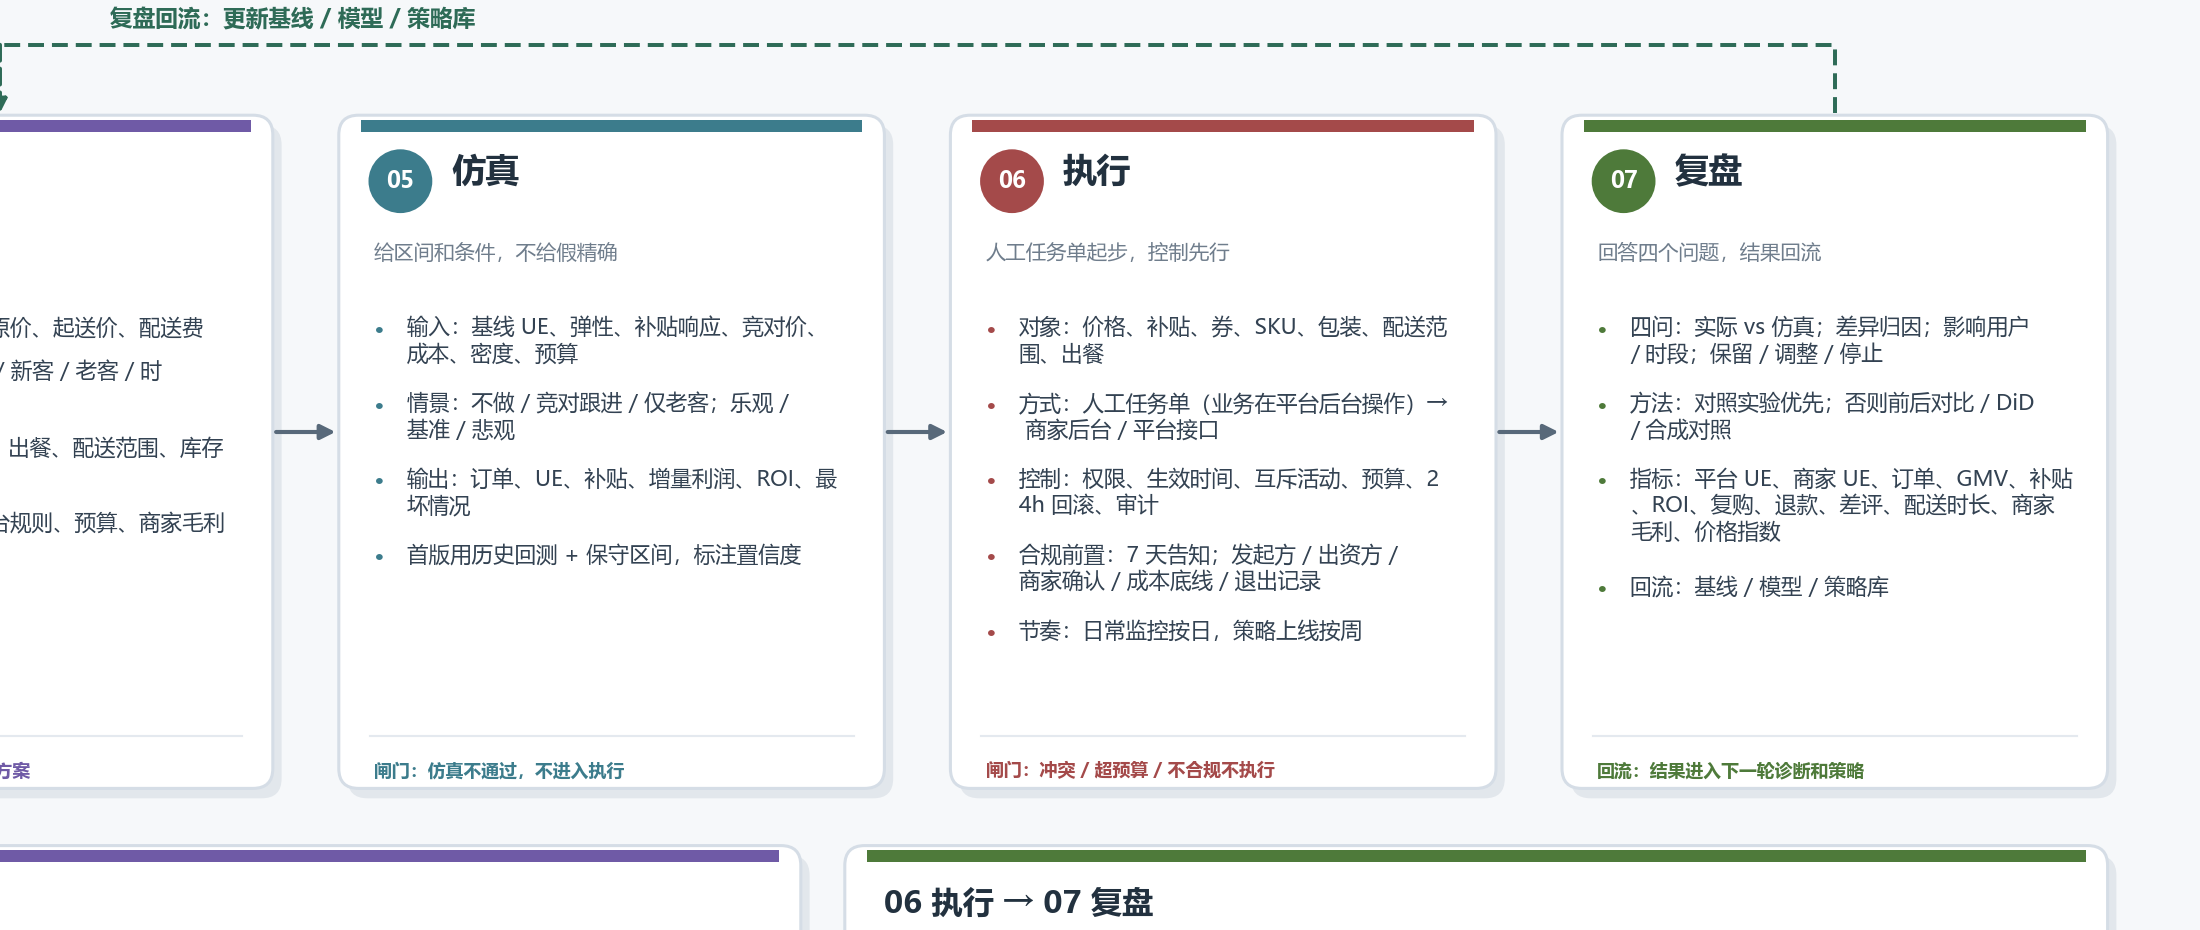 复盘回流：更新基线 / 模型 / 策略库
原价、起送价、配送费
/ 新客 / 老客 / 时
出餐、配送范围、库存
台规则、预算、商家毛利
方案
05 仿真
给区间和条件，不给假精确
• 输入：基线 UE、弹性、补贴响应、竞对价、
成本、密度、预算
• 情景：不做 / 竞对跟进 / 仅老客；乐观 /
基准 / 悲观
• 输出：订单、UE、补贴、增量利润、ROI、最
坏情况
• 首版用历史回测 + 保守区间，标注置信度
闸门：仿真不通过，不进入执行
06 执行
人工任务单起步，控制先行
• 对象：价格、补贴、券、SKU、包装、配送范
围、出餐
• 方式：人工任务单（业务在平台后台操作）→
商家后台 / 平台接口
• 控制：权限、生效时间、互斥活动、预算、2
4h 回滚、审计
• 合规前置：7 天告知；发起方 / 出资方 /
商家确认 / 成本底线 / 退出记录
• 节奏：日常监控按日，策略上线按周
闸门：冲突 / 超预算 / 不合规不执行
07 复盘
回答四个问题，结果回流
• 四问：实际 vs 仿真；差异归因；影响用户
/ 时段；保留 / 调整 / 停止
• 方法：对照实验优先；否则前后对比 / DiD
/ 合成对照
• 指标：平台 UE、商家 UE、订单、GMV、补贴
、ROI、复购、退款、差评、配送时长、商家
毛利、价格指数
• 回流：基线 / 模型 / 策略库
回流：结果进入下一轮诊断和策略
06 执行 → 07 复盘